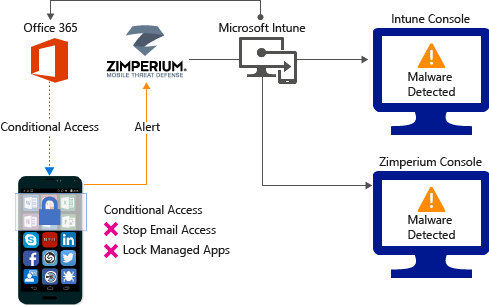 Office 365
Microsoft Intune
Intune Console
ZIMPERIUM
MOBILE THREAT DEFENSE
Malware
Detected
Conditional Access
Alert
Zimperium Console
Malware
Detected
Conditional Access
Stop Email Access
Lock Managed Apps